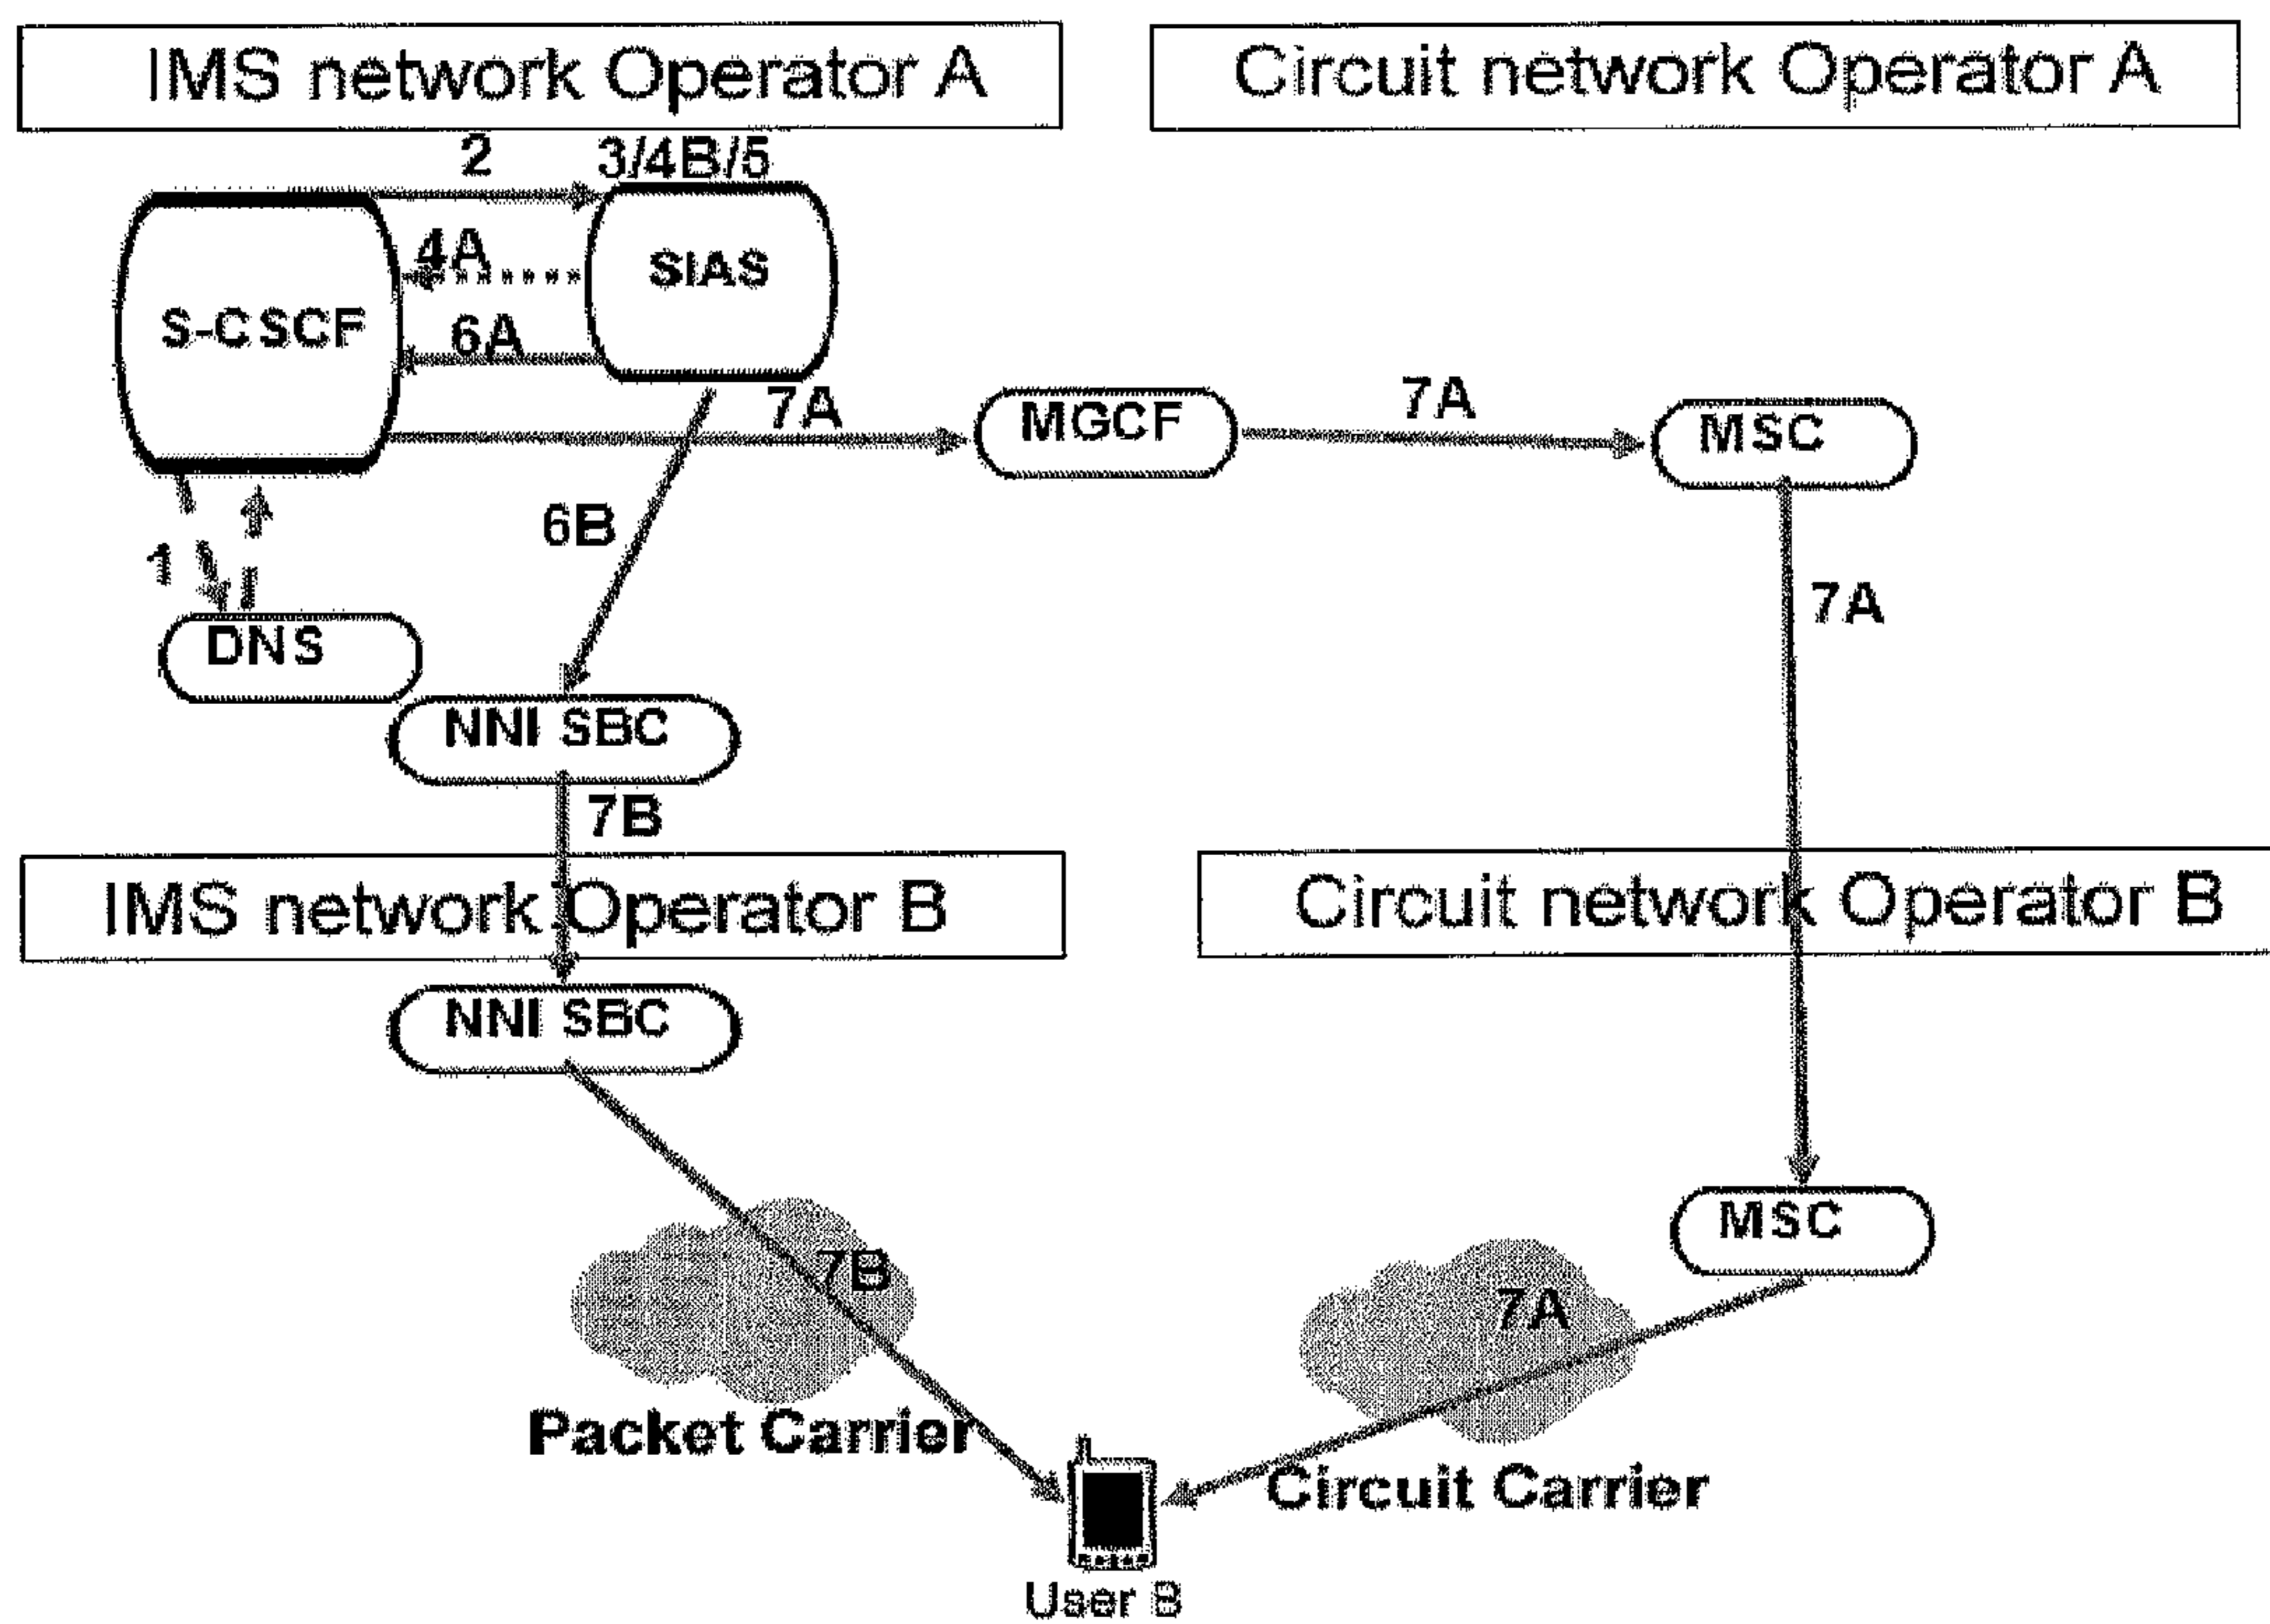 IMS network Operator A
Circuit network Operator A
2
3/4B/5
4A
SIAS
S-CSCF
6A
7A
MGCF
7A
MSC
6B
1
7A
DNS
NNI SBC
7B
IMS network Operator B
Circuit network Operator B
NNI SBC
MSC
7B
7A
Packet Carrier
Circuit Carrier
User B